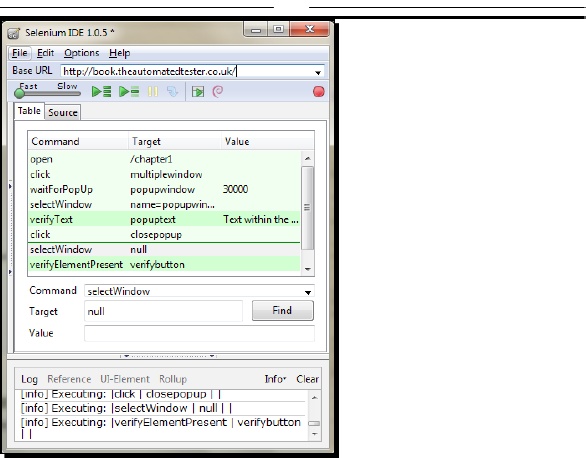 Selenium IDE 1.0.5 *
File Edit Options Help
Base URL http://book.theautomatedtester.co.uk/
Fast Slow
Table Source
Command Target Value
open /chapter1
click multiplewindow
waitForPopUp popupwindow 30000
selectWindow name=popupwin...
verifyText popuptext Text within the ...
click closepopup
selectWindow null
verifyElementPresent verifybutton
Command selectWindow
Target null Find
Value
Log Reference UI-Element Rollup Info Clear
[info] Executing: |click | closepopup | |
[info] Executing: |selectWindow | null | |
[info] Executing: |verifyElementPresent | verifybutton
| |